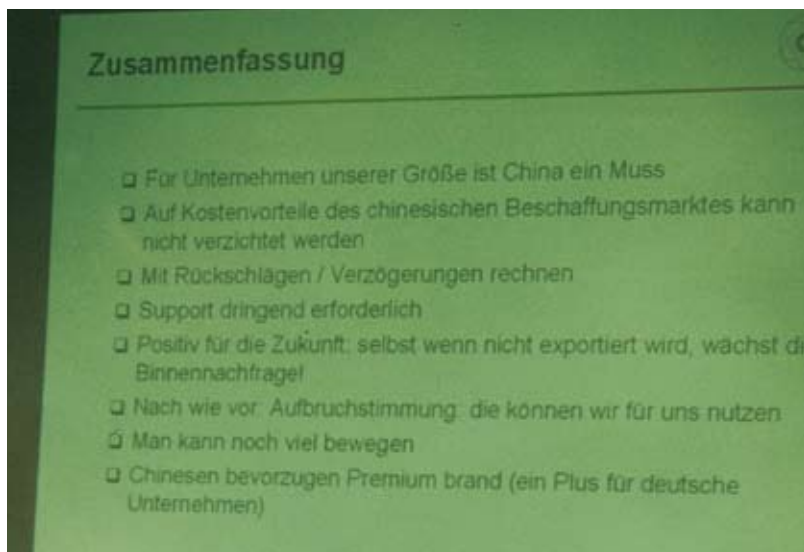 Zusammenfassung
❑ Für Unternehmen unserer Größe ist China ein Muss
❑ Auf Kostenvorteile des chinesischen Beschaffungsmarktes kann
nicht verzichtet werden
❑ Mit Rückschlägen / Verzögerungen rechnen
❑ Support dringend erforderlich
❑ Positiv für die Zukunft: selbst wenn nicht exportiert wird, wächst
Binnennachfrage!
❑ Nach wie vor: Aufbruchstimmung: die können wir für uns nutzen
❑ Man kann noch viel bewegen
❑ Chinesen bevorzugen Premium brand (ein Plus für deutsche
Unternehmen)